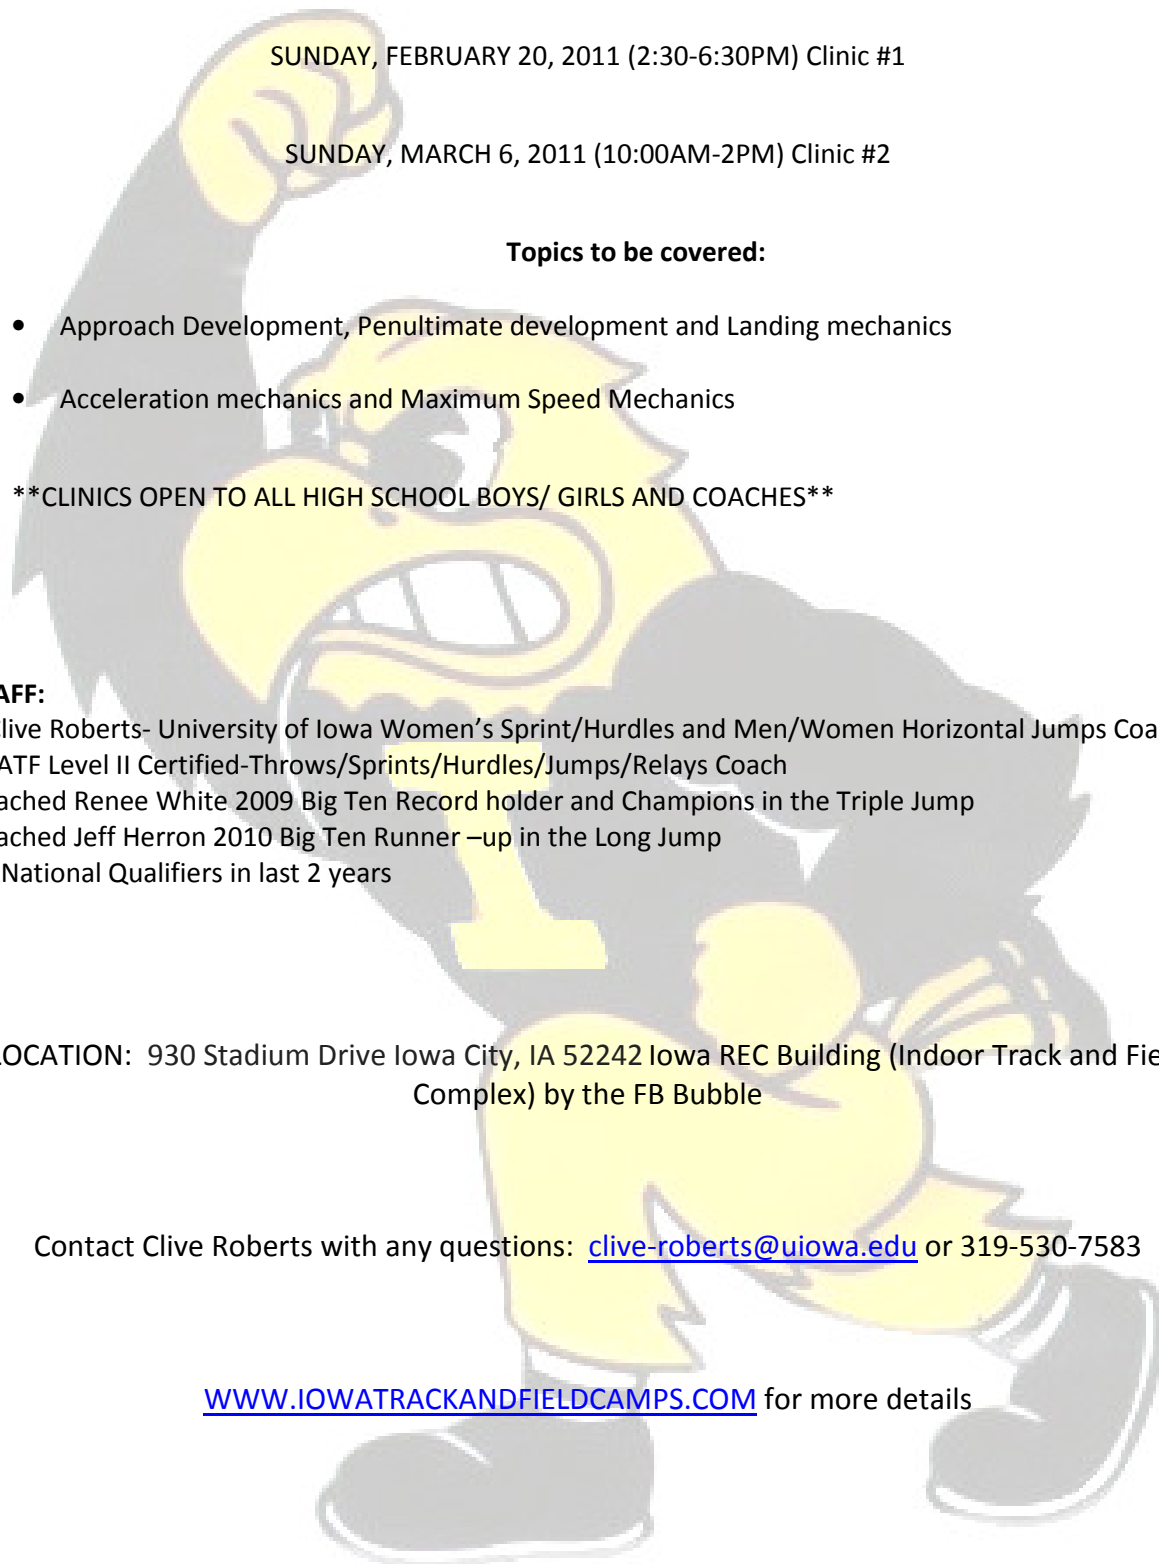 SUNDAY, FEBRUARY 20, 2011 (2:30-6:30PM) Clinic #1
SUNDAY, MARCH 6, 2011 (10:00AM-2PM) Clinic #2
Topics to be covered:
• Approach Development, Penultimate development and Landing mechanics
• Acceleration mechanics and Maximum Speed Mechanics
**CLINICS OPEN TO ALL HIGH SCHOOL BOYS/ GIRLS AND COACHES**
AFF:
live Roberts- University of Iowa Women’s Sprint/Hurdles and Men/Women Horizontal Jumps Coa
ATF Level II Certified-Throws/Sprints/Hurdles/Jumps/Relays Coach
ached Renee White 2009 Big Ten Record holder and Champions in the Triple Jump
ached Jeff Herron 2010 Big Ten Runner –up in the Long Jump
National Qualifiers in last 2 years
LOCATION: 930 Stadium Drive Iowa City, IA 52242 Iowa REC Building (Indoor Track and Fie
Complex) by the FB Bubble
Contact Clive Roberts with any questions: clive-roberts@uiowa.edu or 319-530-7583
WWW.IOWATRACKANDFIELDCAMPS.COM for more details
I